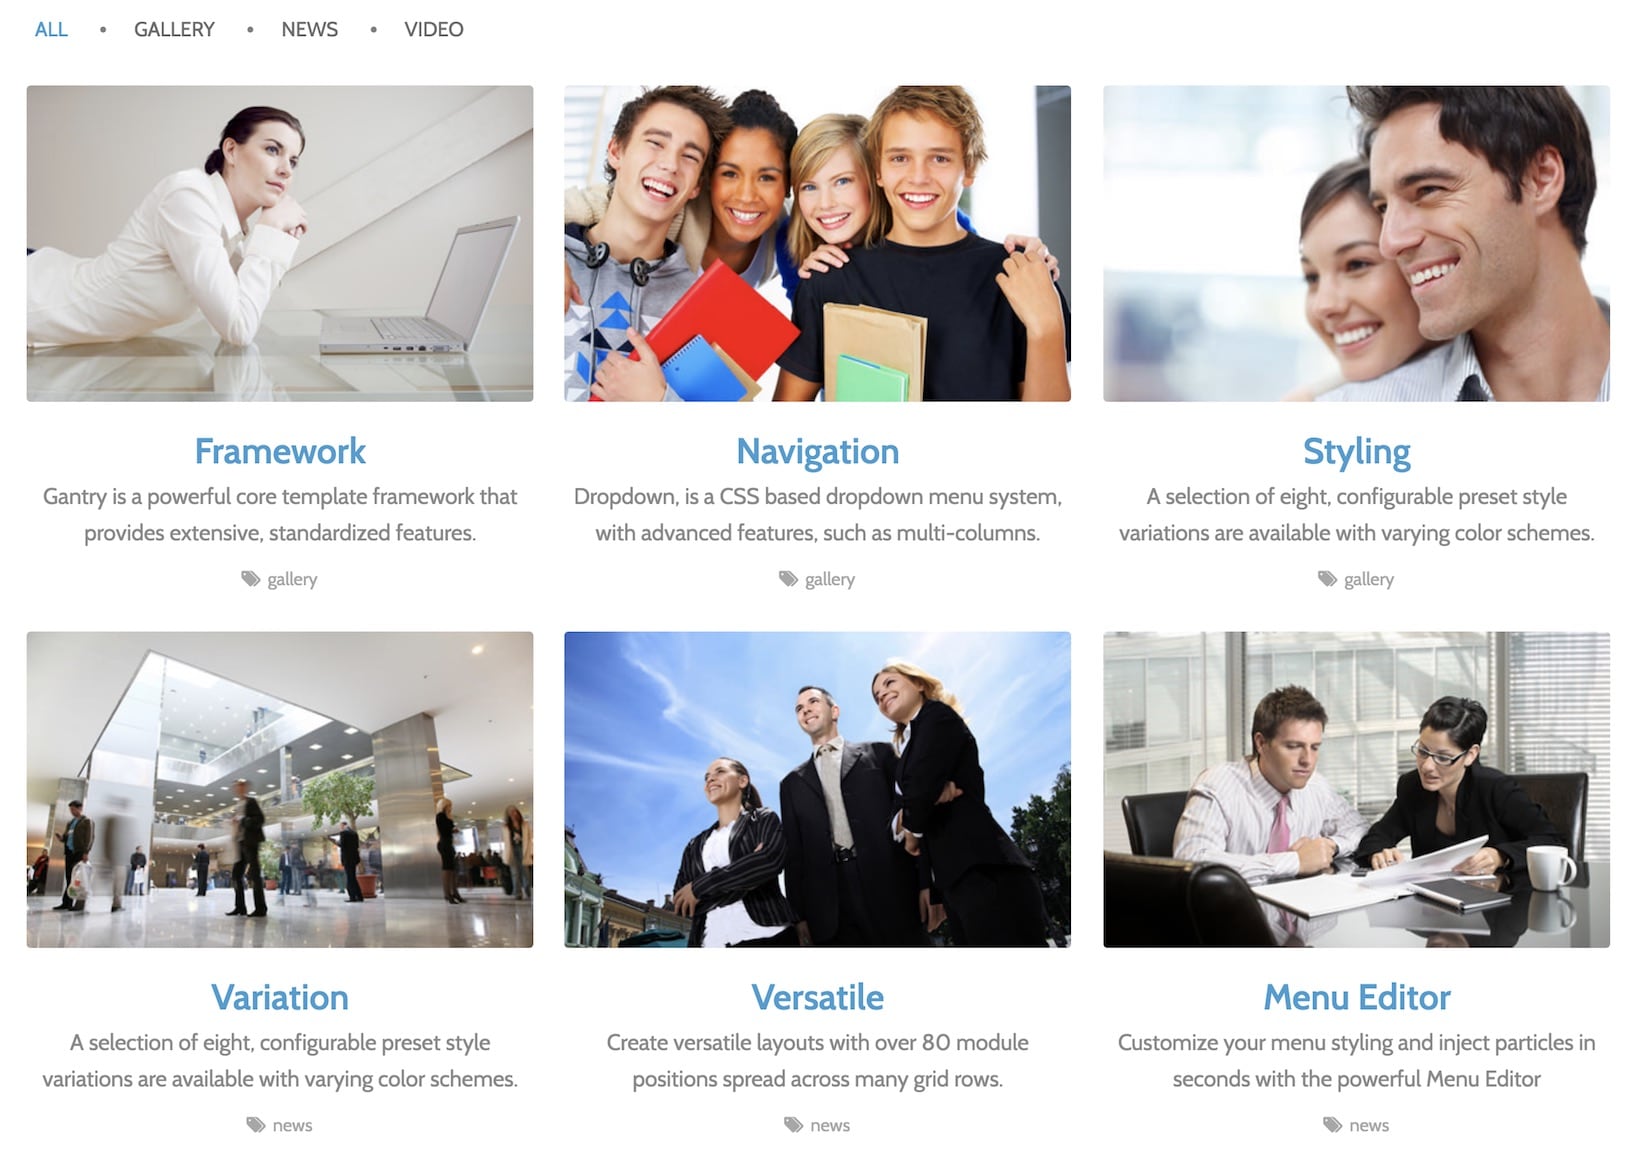 ALL • GALLERY • NEWS • VIDEO
Framework
Gantry is a powerful core template framework that
provides extensive, standardized features.
gallery
Navigation
Dropdown, is a CSS based dropdown menu system,
with advanced features, such as multi-columns.
gallery
Styling
A selection of eight, configurable preset style
variations are available with varying color schemes.
gallery
Variation
A selection of eight, configurable preset style
variations are available with varying color schemes.
news
Versatile
Create versatile layouts with over 80 module
positions spread across many grid rows.
news
Menu Editor
Customize your menu styling and inject particles in
seconds with the powerful Menu Editor
news